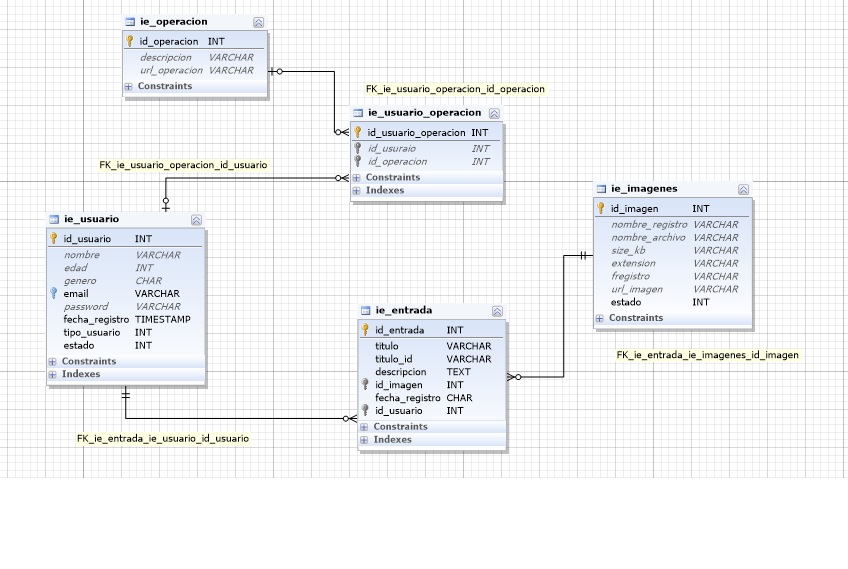 ie_operacion
id_operacion INT
descripcion VARCHAR
url_operacion VARCHAR
Constraints
FK_ie_usuario_operacion_id_operacion
ie_usuario_operacion
id_usuario_operacion INT
id_usuraio INT
id_operacion INT
Constraints
Indexes
FK_ie_usuario_operacion_id_usuario
ie_usuario
id_usuario INT
nombre VARCHAR
edad INT
genero CHAR
email VARCHAR
password VARCHAR
fecha_registro TIMESTAMP
tipo_usuario INT
estado INT
Constraints
Indexes
ie_imagenes
id_imagen INT
nombre_registro VARCHAR
nombre_archivo VARCHAR
size_kb VARCHAR
extension VARCHAR
fregistro VARCHAR
url_imagen VARCHAR
estado INT
Constraints
FK_ie_entrada_ie_imagenes_id_imagen
ie_entrada
id_entrada INT
titulo VARCHAR
titulo_id VARCHAR
descripcion TEXT
id_imagen INT
fecha_registro CHAR
id_usuario INT
Constraints
Indexes
FK_ie_entrada_ie_usuario_id_usuario